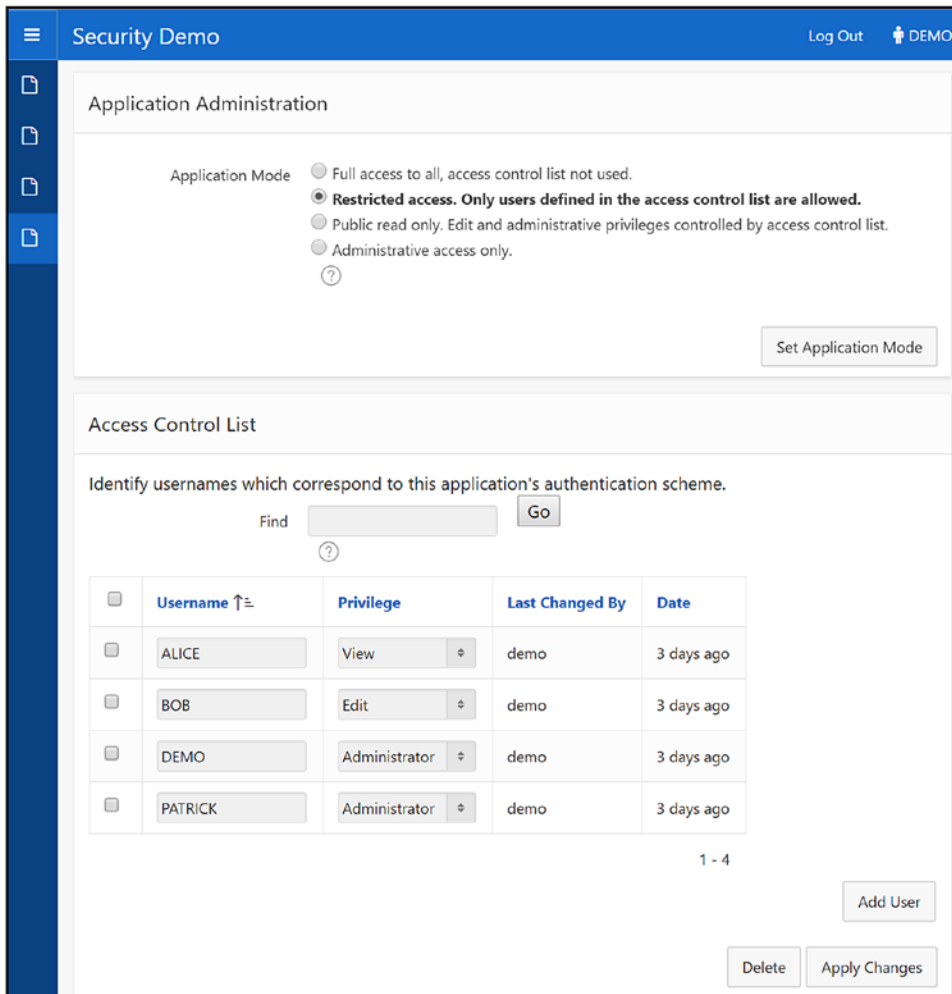 Security Demo Log Out DEMO
Application Administration
Application Mode Full access to all, access control list not used.
Restricted access. Only users defined in the access control list are allowed.
Public read only. Edit and administrative privileges controlled by access control list.
Administrative access only.
?
Set Application Mode
Access Control List
Identify usernames which correspond to this application's authentication scheme.
Find Go
?
Username Privilege Last Changed By Date
ALICE View demo 3 days ago
BOB Edit demo 3 days ago
DEMO Administrator demo 3 days ago
PATRICK Administrator demo 3 days ago
1 - 4
Add User
Delete Apply Changes